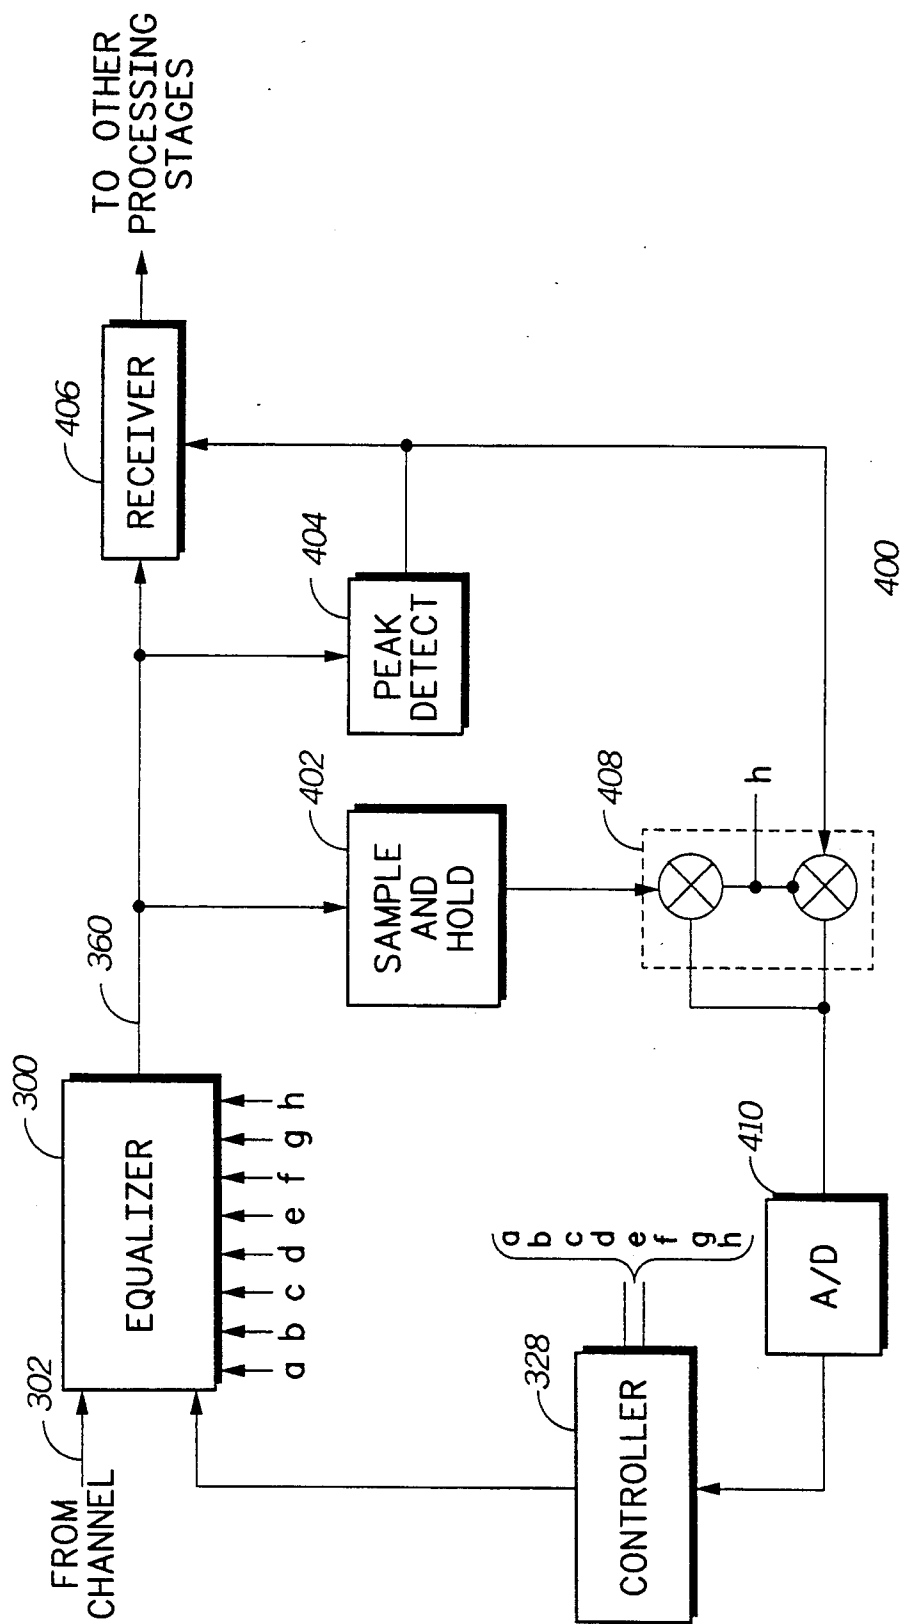 FROM
CHANNEL
302
300
EQUALIZER
a b c d e f g h
360
406
RECEIVER
TO OTHER
PROCESSING
STAGES
402
SAMPLE
AND
HOLD
404
PEAK
DETECT
328
CONTROLLER
a
b
c
d
e
f
g
h
410
A/D
408
h
400